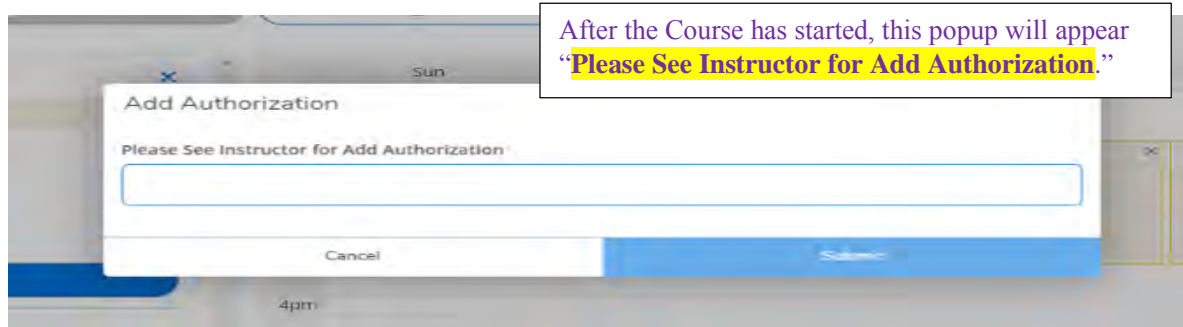 After the Course has started, this popup will appear
“Please See Instructor for Add Authorization.”
Sun
Add Authorization
Please See Instructor for Add Authorization
Cancel
Submit
4pm